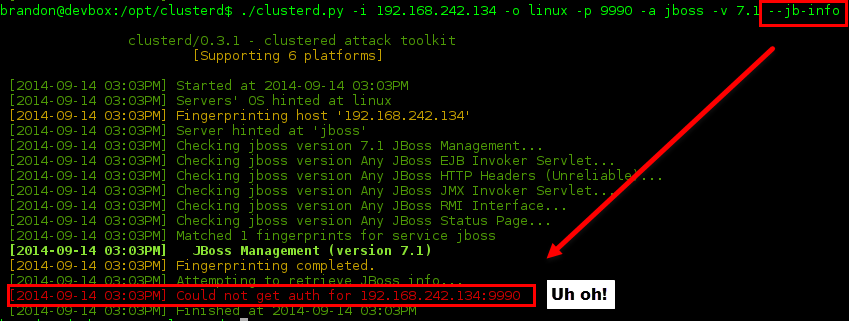 brandon@devbox:/opt/clusterd$ ./clusterd.py -i 192.168.242.134 -o linux -p 9990 -a jboss -v 7.1 --jb-info
clusterd/0.3.1 - clustered attack toolkit
[Supporting 6 platforms]
[2014-09-14 03:03PM] Started at 2014-09-14 03:03PM
[2014-09-14 03:03PM] Servers' OS hinted at linux
[2014-09-14 03:03PM] Fingerprinting host '192.168.242.134'
[2014-09-14 03:03PM] Server hinted at 'jboss'
[2014-09-14 03:03PM] Checking jboss version 7.1 JBoss Management...
[2014-09-14 03:03PM] Checking jboss version Any JBoss EJB Invoker Servlet...
[2014-09-14 03:03PM] Checking jboss version Any JBoss HTTP Headers (Unreliable)...
[2014-09-14 03:03PM] Checking jboss version Any JBoss JMX Invoker Servlet...
[2014-09-14 03:03PM] Checking jboss version Any JBoss RMI Interface...
[2014-09-14 03:03PM] Checking jboss version Any JBoss Status Page...
[2014-09-14 03:03PM] Matched 1 fingerprints for service jboss
[2014-09-14 03:03PM] JBoss Management (version 7.1)
[2014-09-14 03:03PM] Fingerprinting completed.
[2014-09-14 03:03PM] Attempting to retrieve JBoss info...
[2014-09-14 03:03PM] Could not get auth for 192.168.242.134:9990
Uh oh!
[2014-09-14 03:03PM] Finished at 2014-09-14 03:03PM